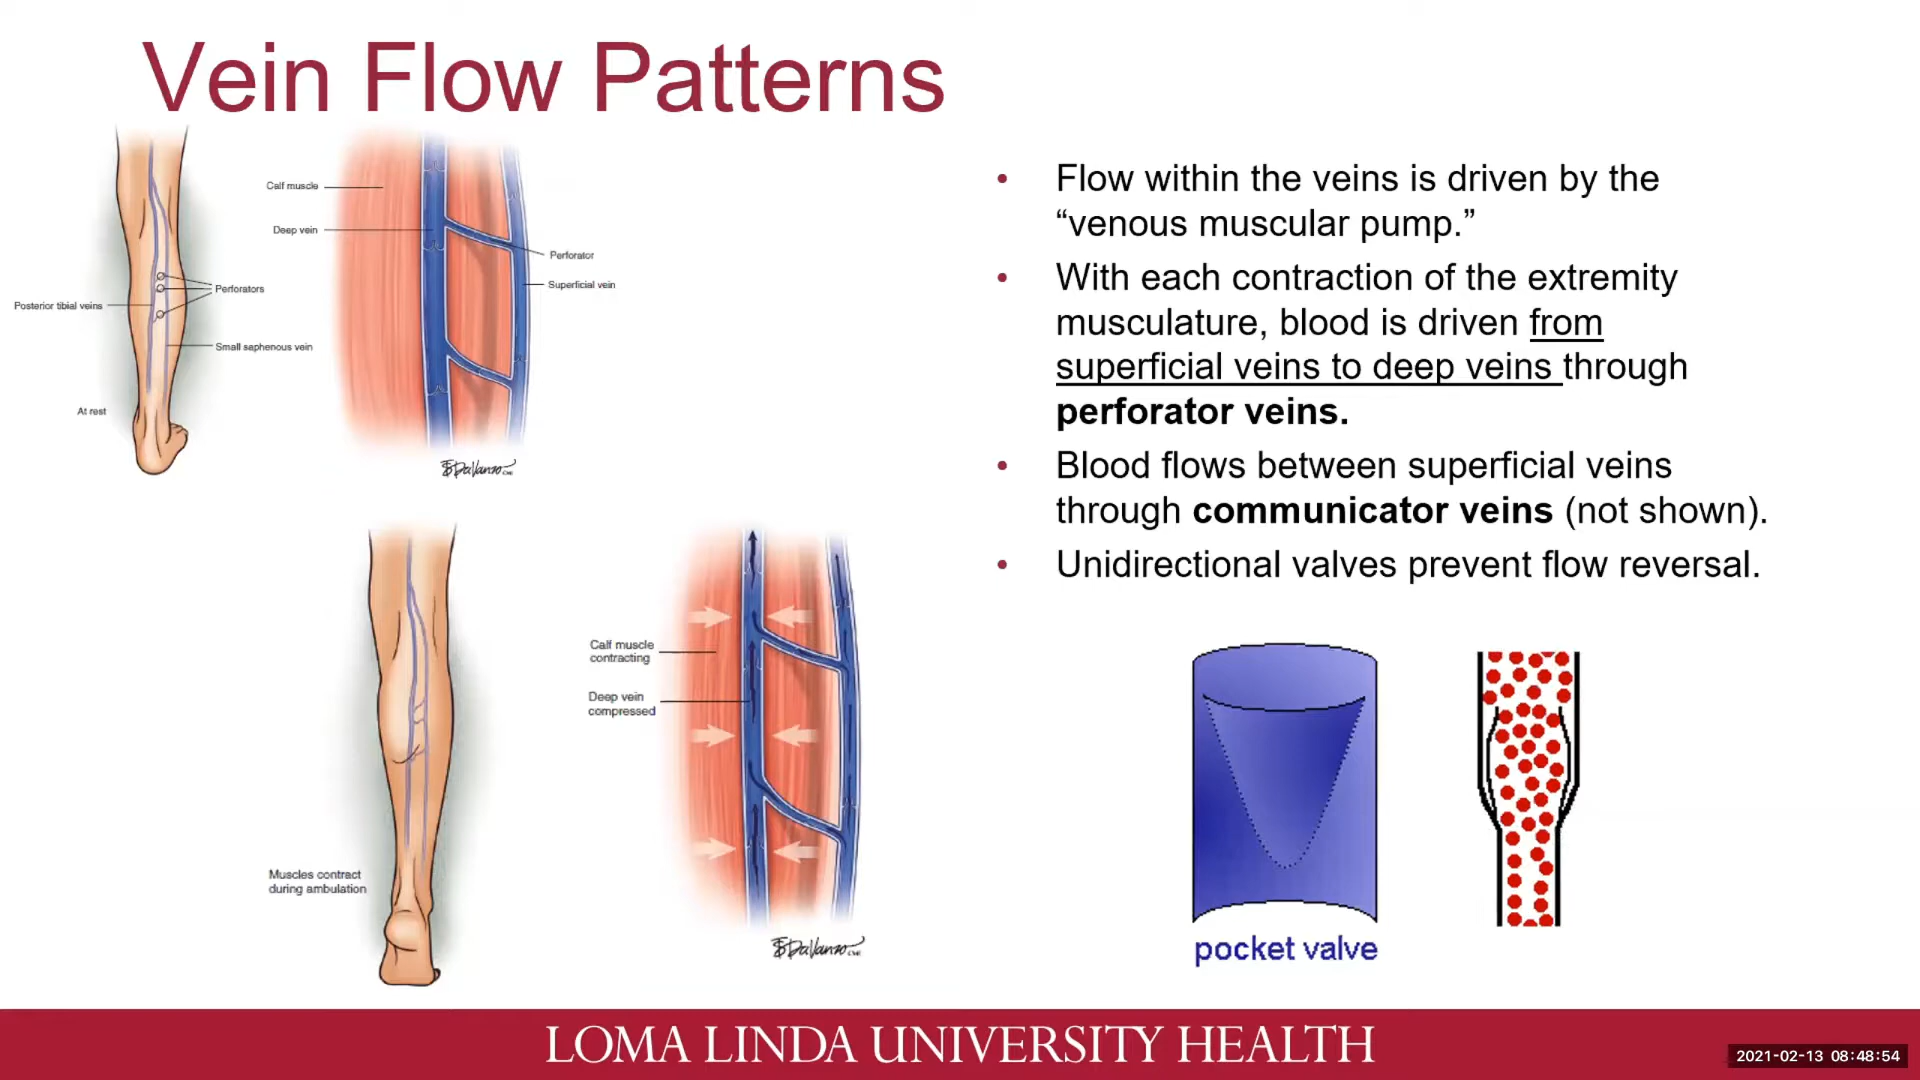 Vein Flow Patterns
Calf muscle
Deep vein
Perforator
Superficial vein
Perforators
Posterior tibial veins
Small saphenous vein
At rest
• Flow within the veins is driven by the
“venous muscular pump.”
• With each contraction of the extremity
musculature, blood is driven from
superficial veins to deep veins through
perforator veins.
• Blood flows between superficial veins
through communicator veins (not shown).
• Unidirectional valves prevent flow reversal.
Calf muscle
contracting
Deep vein
compressed
Muscles contract
during ambulation
pocket valve
LOMA LINDA UNIVERSITY HEALTH
2021-02-13 08:48:54